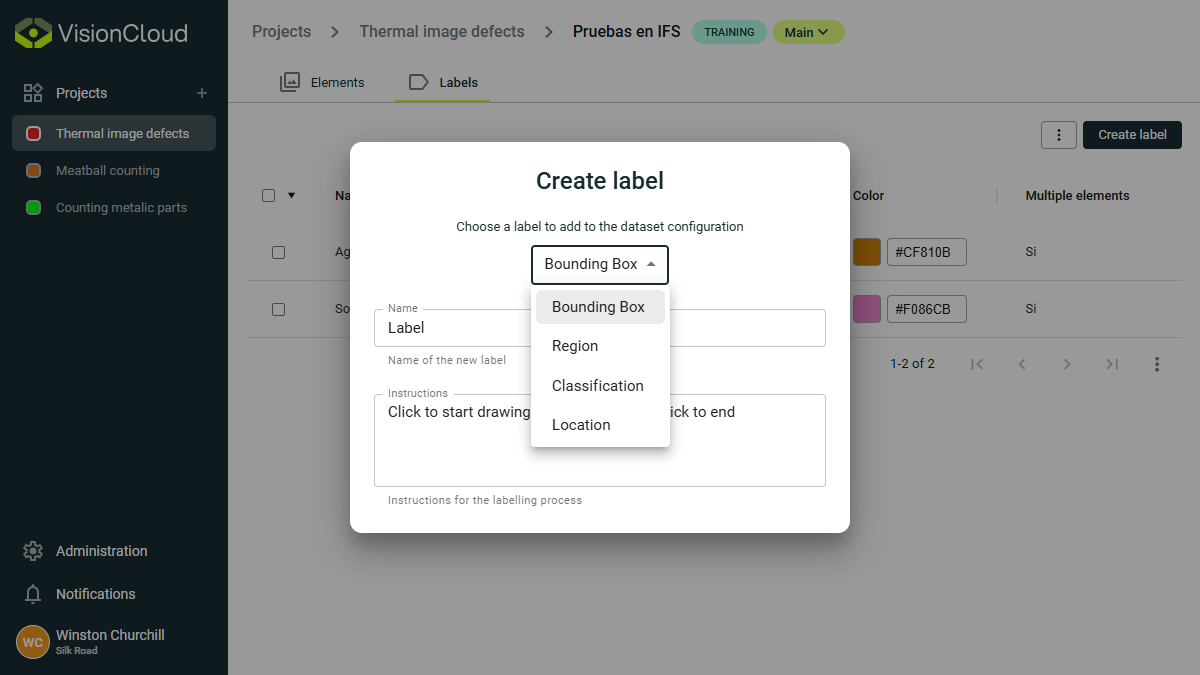 VisionCloud
Projects
Thermal image defects
Meatball counting
Counting metalic parts
Administration
Notifications
WC
Winston Churchill
Silk Road
Projects > Thermal image defects > Pruebas en IFS TRAINING Main
Elements Labels
Create label
Na Color Multiple elements
Ag #CF810B Si
So #F086CB Si
1-2 of 2
Create label
Choose a label to add to the dataset configuration
Bounding Box
Bounding Box
Region
Classification
Location
Name
Label
Name of the new label
Instructions
Click to start drawing ick to end
Instructions for the labelling process